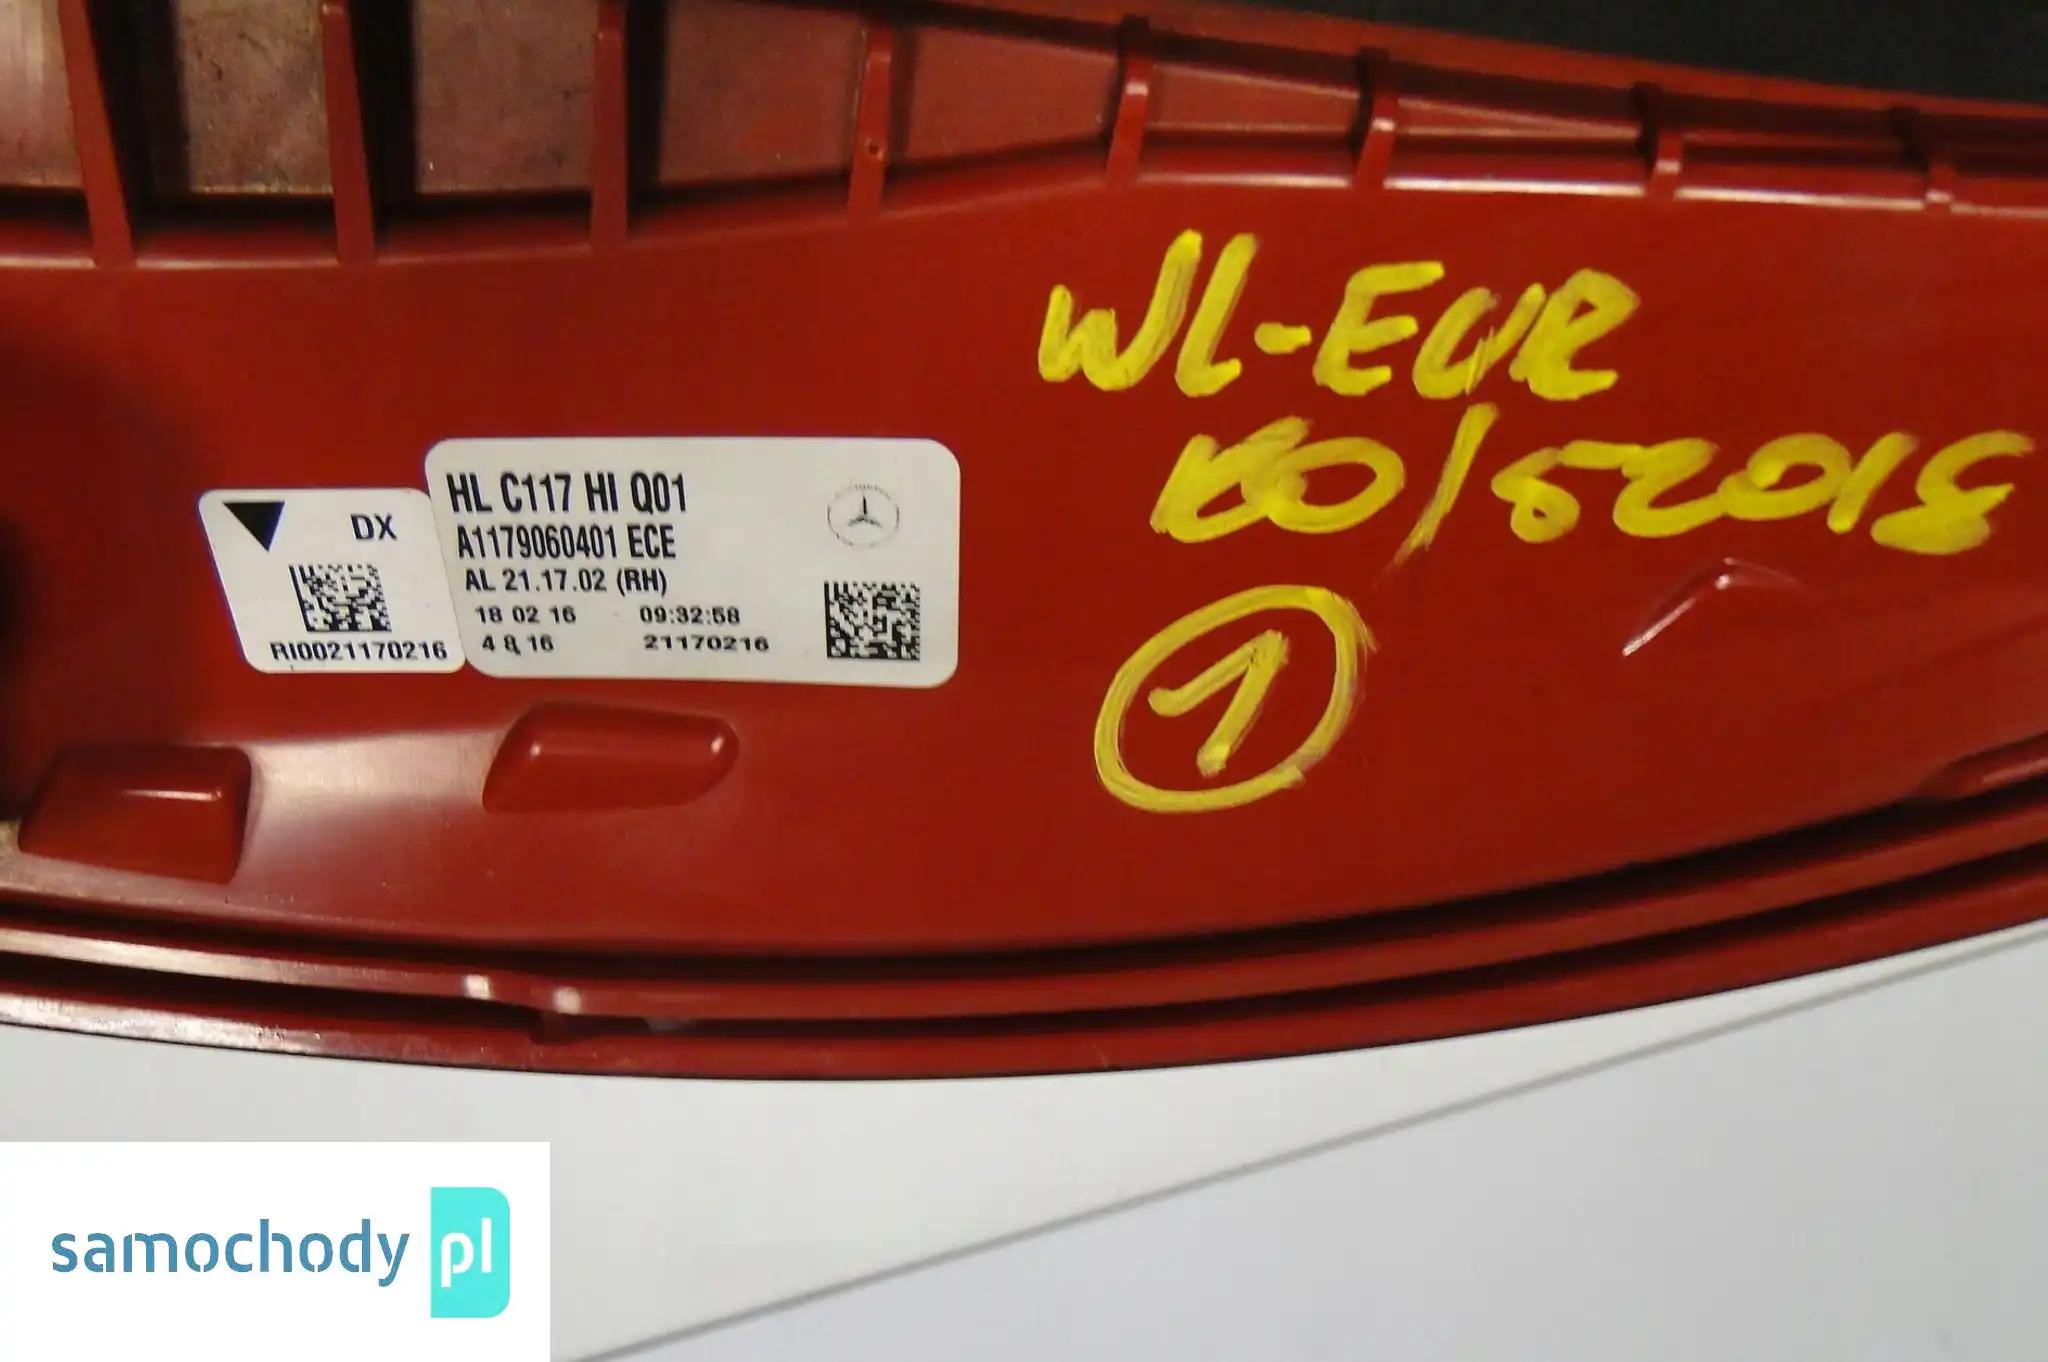 WL-EUR
DX
RI0021170216
HL C117 HI Q01
A1179060401 ECE
AL 21.17.02 (RH)
18 02 16 09:32:58
4 8 16 21170216
1
samochody pl